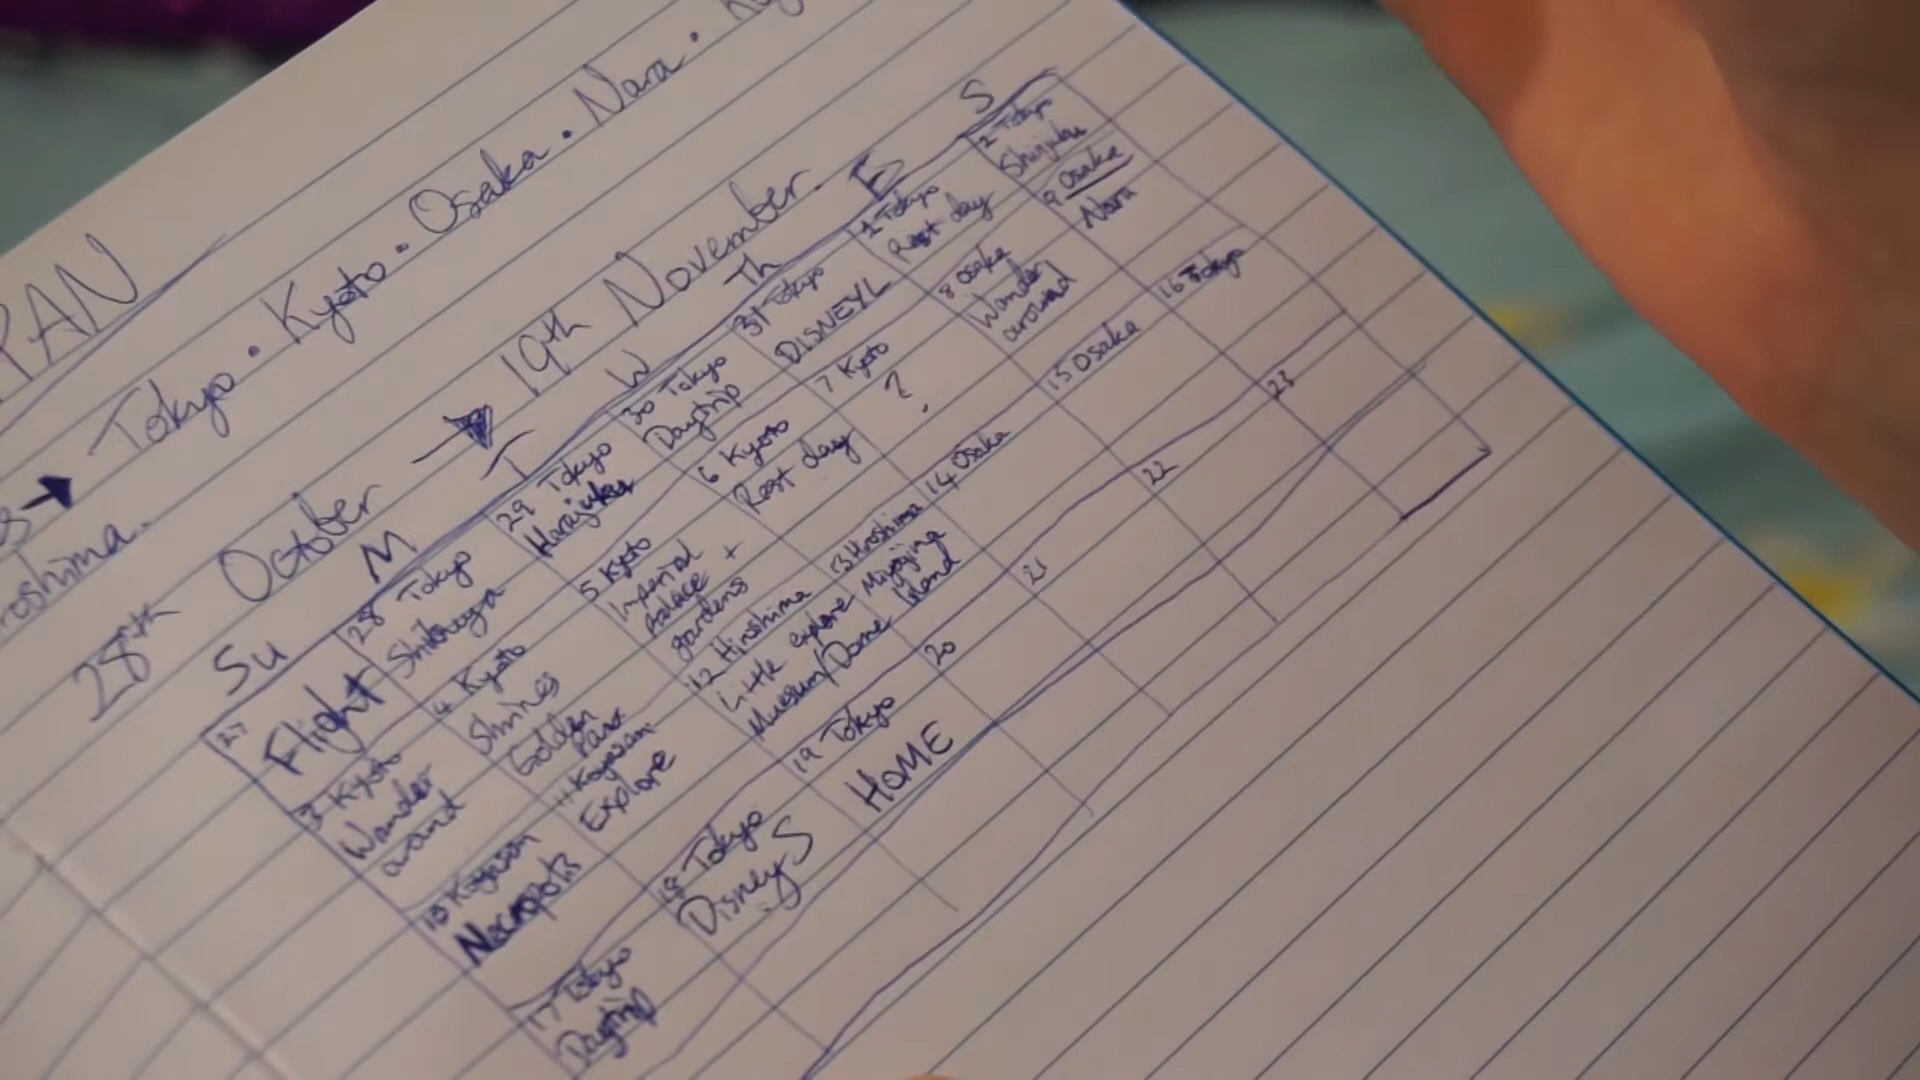 PAN
Tokyo · Kyoto · Osaka · Nara ·
roshima.
28th October → 19th November.
Su M T W Th F S
27
Flight
28 Tokyo
Shibuya
29 Tokyo
Harajuku
30 Tokyo
Daytrip
31 Tokyo
DISNEYL
1 Tokyo
Rest day
2 Tokyo
Shinjuku
3 Kyoto
Wander
around
4 Kyoto
Shrines
Golden
5 Kyoto
Imperial
palace +
gardens
6 Kyoto
Rest day
7 Kyoto
?
8 Osaka
Wander
around
9 Osaka
Nara
10 Koyasan
Necropolis
11 Koyasan
Explore
12 Hiroshima
Little explore
Museum/Dome
13 Hiroshima
Miyajima
Island
14 Osaka
15 Osaka
16 Tokyo
17 Tokyo
Daytrip
18 Tokyo
DisneyS
19 Tokyo
HOME
20
21
22
23